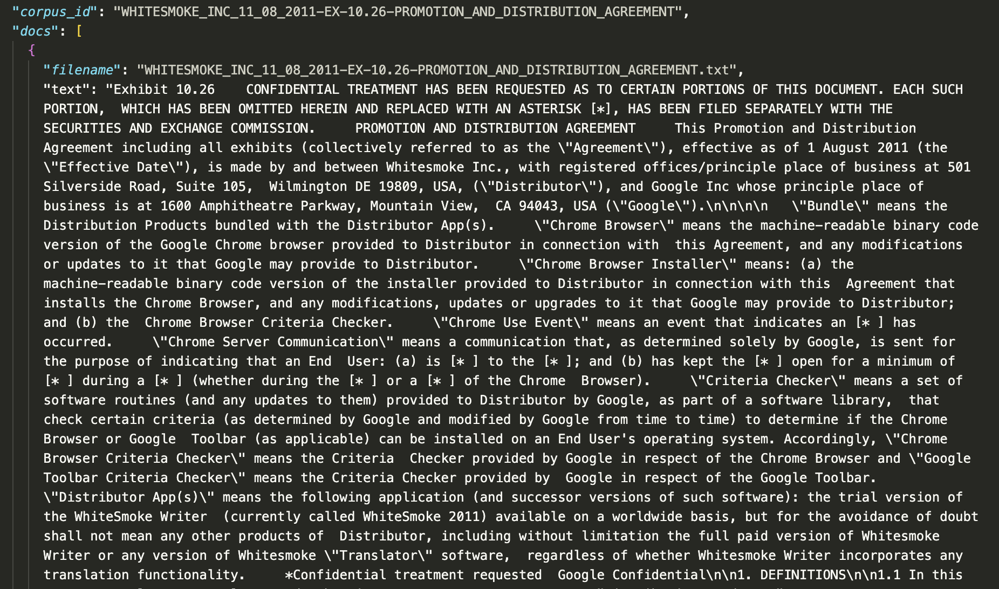 "corpus_id": "WHITESMOKE_INC_11_08_2011-EX-10.26-PROMOTION_AND_DISTRIBUTION_AGREEMENT",
"docs": [
{
"filename": "WHITESMOKE_INC_11_08_2011-EX-10.26-PROMOTION_AND_DISTRIBUTION_AGREEMENT.txt",
"text": "Exhibit 10.26    CONFIDENTIAL TREATMENT HAS BEEN REQUESTED AS TO CERTAIN PORTIONS OF THIS DOCUMENT. EACH SUCH
PORTION,  WHICH HAS BEEN OMITTED HEREIN AND REPLACED WITH AN ASTERISK [*], HAS BEEN FILED SEPARATELY WITH THE
SECURITIES AND EXCHANGE COMMISSION.     PROMOTION AND DISTRIBUTION AGREEMENT     This Promotion and Distribution
Agreement including all exhibits (collectively referred to as the \"Agreement\"), effective as of 1 August 2011 (the
\"Effective Date\"), is made by and between Whitesmoke Inc., with registered offices/principle place of business at 501
Silverside Road, Suite 105,  Wilmington DE 19809, USA, (\"Distributor\"), and Google Inc whose principle place of
business is at 1600 Amphitheatre Parkway, Mountain View,  CA 94043, USA (\"Google\").\n\n\n\n   \"Bundle\" means the
Distribution Products bundled with the Distributor App(s).     \"Chrome Browser\" means the machine-readable binary code
version of the Google Chrome browser provided to Distributor in connection with  this Agreement, and any modifications
or updates to it that Google may provide to Distributor.     \"Chrome Browser Installer\" means: (a) the
machine-readable binary code version of the installer provided to Distributor in connection with this  Agreement that
installs the Chrome Browser, and any modifications, updates or upgrades to it that Google may provide to Distributor;
and (b) the  Chrome Browser Criteria Checker.     \"Chrome Use Event\" means an event that indicates an [* ] has
occurred.     \"Chrome Server Communication\" means a communication that, as determined solely by Google, is sent for
the purpose of indicating that an End  User: (a) is [* ] to the [* ]; and (b) has kept the [* ] open for a minimum of
[* ] during a [* ] (whether during the [* ] or a [* ] of the Chrome  Browser).     \"Criteria Checker\" means a set of
software routines (and any updates to them) provided to Distributor by Google, as part of a software library,  that
check certain criteria (as determined by Google and modified by Google from time to time) to determine if the Chrome
Browser or Google  Toolbar (as applicable) can be installed on an End User's operating system. Accordingly, \"Chrome
Browser Criteria Checker\" means the Criteria  Checker provided by Google in respect of the Chrome Browser and \"Google
Toolbar Criteria Checker\" means the Criteria Checker provided by  Google in respect of the Google Toolbar.
\"Distributor App(s)\" means the following application (and successor versions of such software): the trial version of
the WhiteSmoke Writer  (currently called WhiteSmoke 2011) available on a worldwide basis, but for the avoidance of doubt
shall not mean any other products of  Distributor, including without limitation the full paid version of Whitesmoke
Writer or any version of Whitesmoke \"Translator\" software,  regardless of whether Whitesmoke Writer incorporates any
translation functionality.     *Confidential treatment requested  Google Confidential\n\n1. DEFINITIONS\n\n1.1 In this